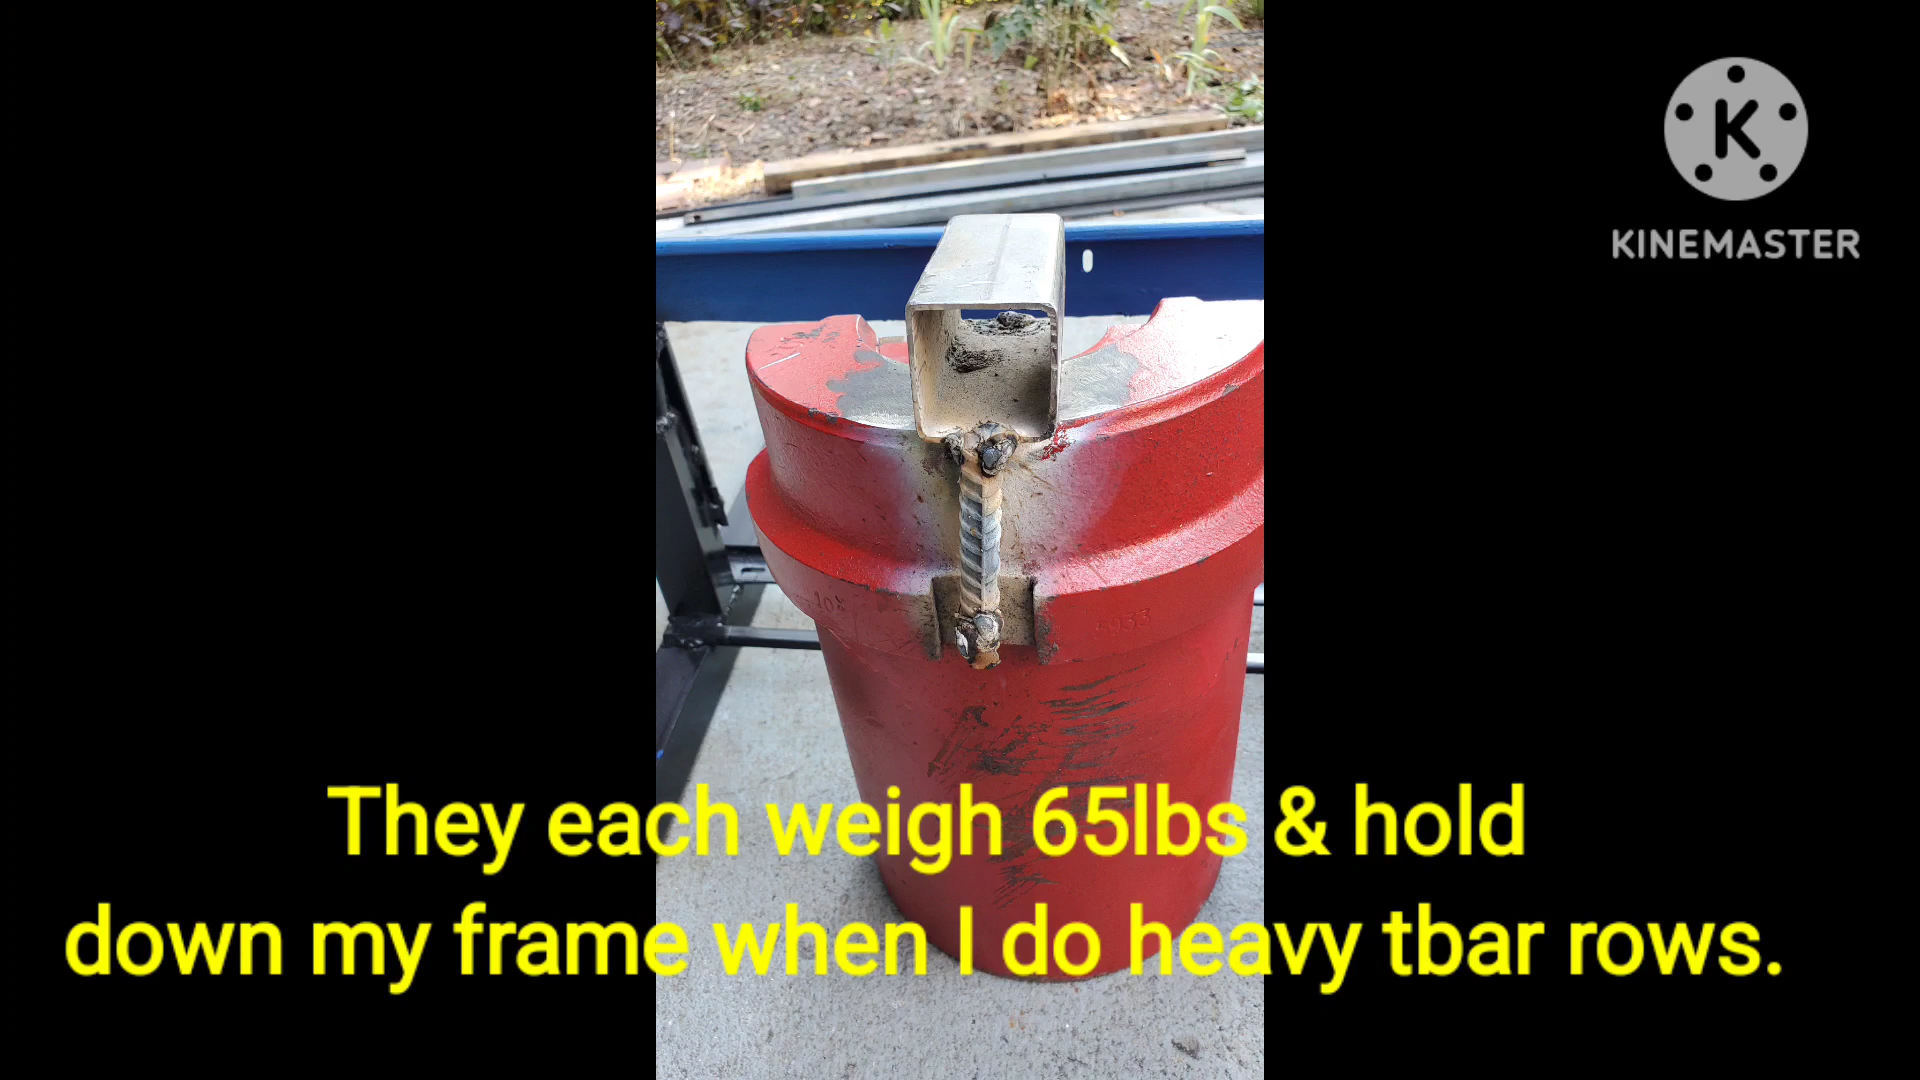 KINEMASTER
They each weigh 65lbs & hold
down my frame when I do heavy tbar rows.